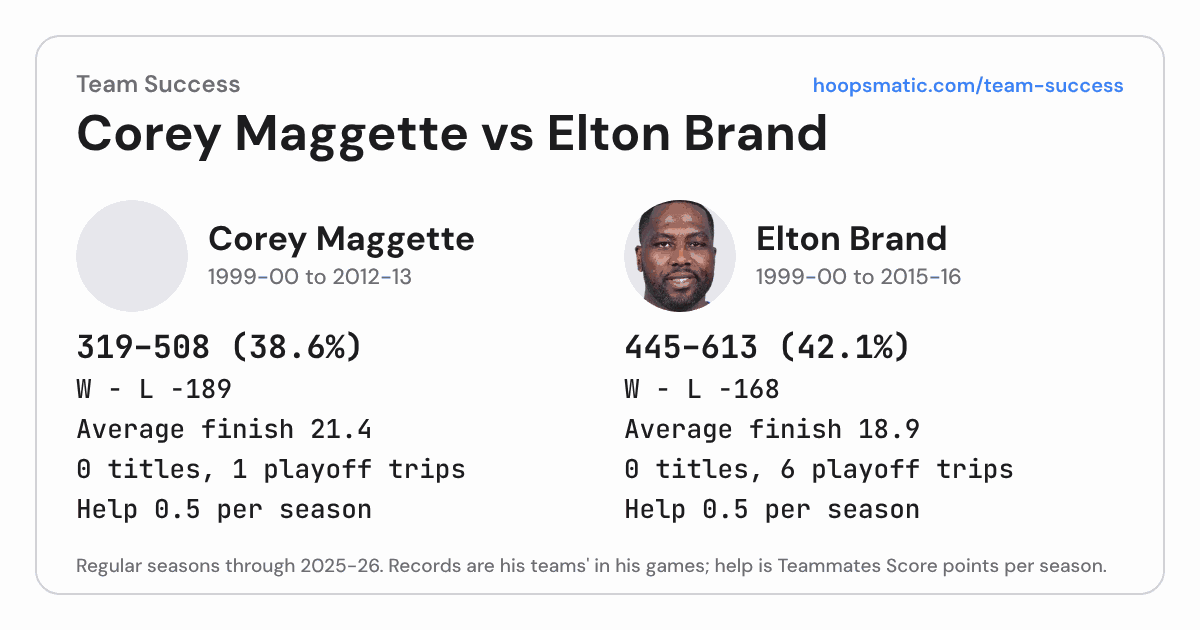 Team Success
hoopsmatic.com/team-success
Corey Maggette vs Elton Brand
Corey Maggette
1999-00 to 2012-13
319-508 (38.6%)
W - L -189
Average finish 21.4
0 titles, 1 playoff trips
Help 0.5 per season
Elton Brand
1999-00 to 2015-16
445-613 (42.1%)
W - L -168
Average finish 18.9
0 titles, 6 playoff trips
Help 0.5 per season
Regular seasons through 2025-26. Records are his teams' in his games; help is Teammates Score points per season.